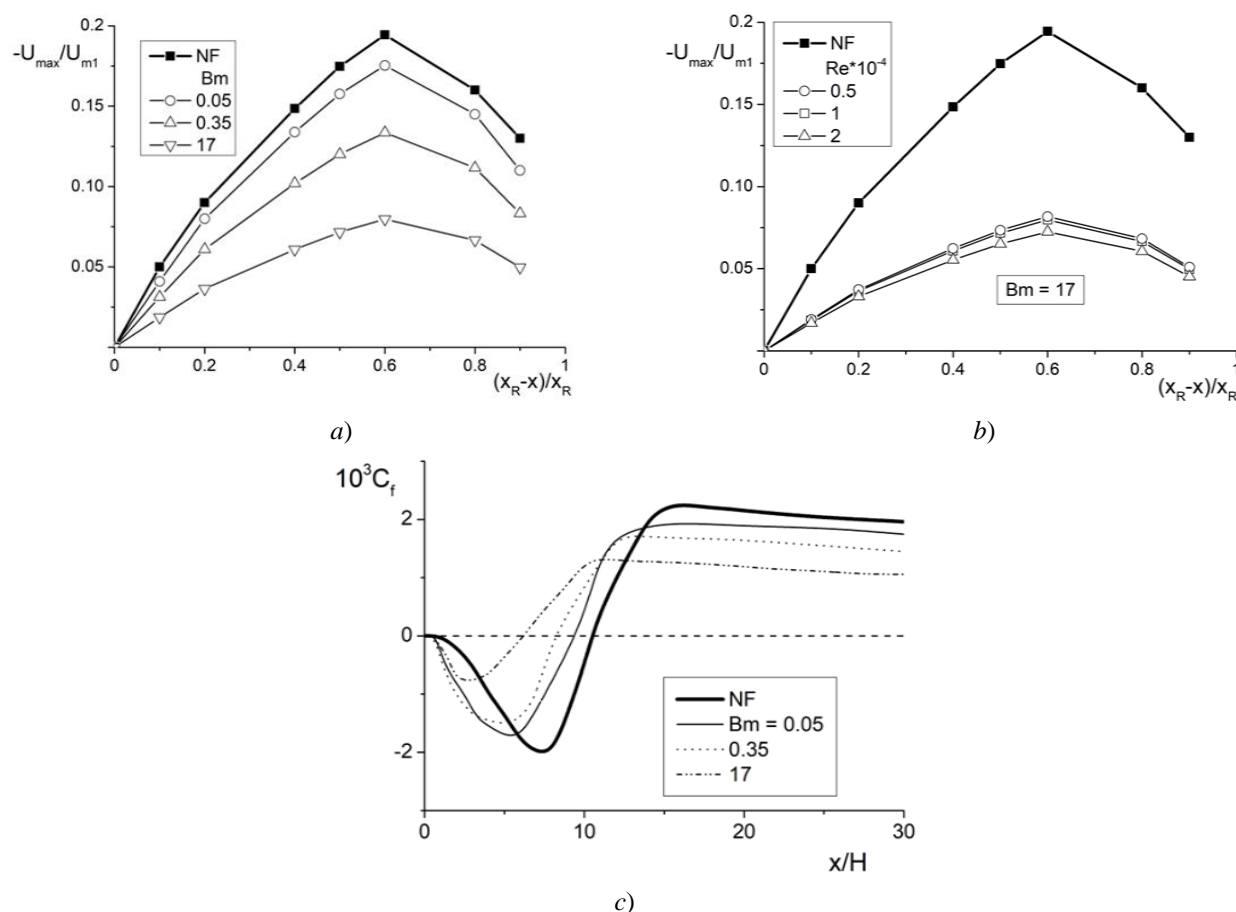 0.2
-U_max/U_m1
NF
Bm
0.05
0.35
17
0.15
0.10
0.05
0 0.2 0.4 0.6 0.8 1
(x_R-x)/x_R
a)
0.2
-U_max/U_m1
NF
Re*10^-4
0.5
1
2
0.15
0.10
0.05
Bm = 17
0 0.2 0.4 0.6 0.8 1
(x_R-x)/x_R
b)
10^3C_f
2
0
-2
NF
Bm = 0.05
0.35
17
0 10 20 30
x/H
c)